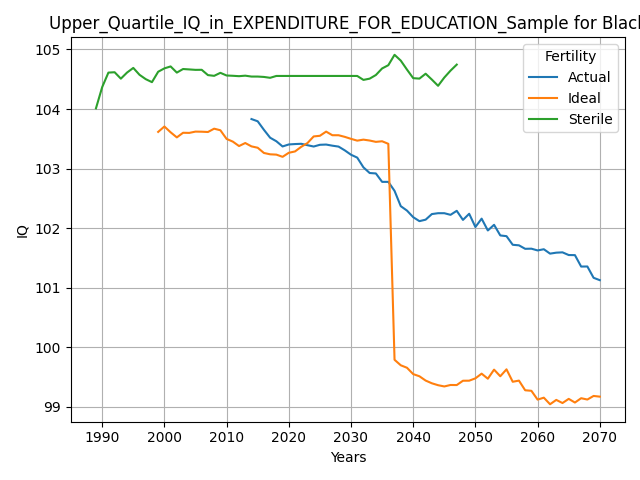 Upper_Quartile_IQ_in_EXPENDITURE_FOR_EDUCATION_Sample for Black
Fertility
Actual
Ideal
Sterile
105
104
103
102
101
100
99
IQ
1990 2000 2010 2020 2030 2040 2050 2060 2070
Years